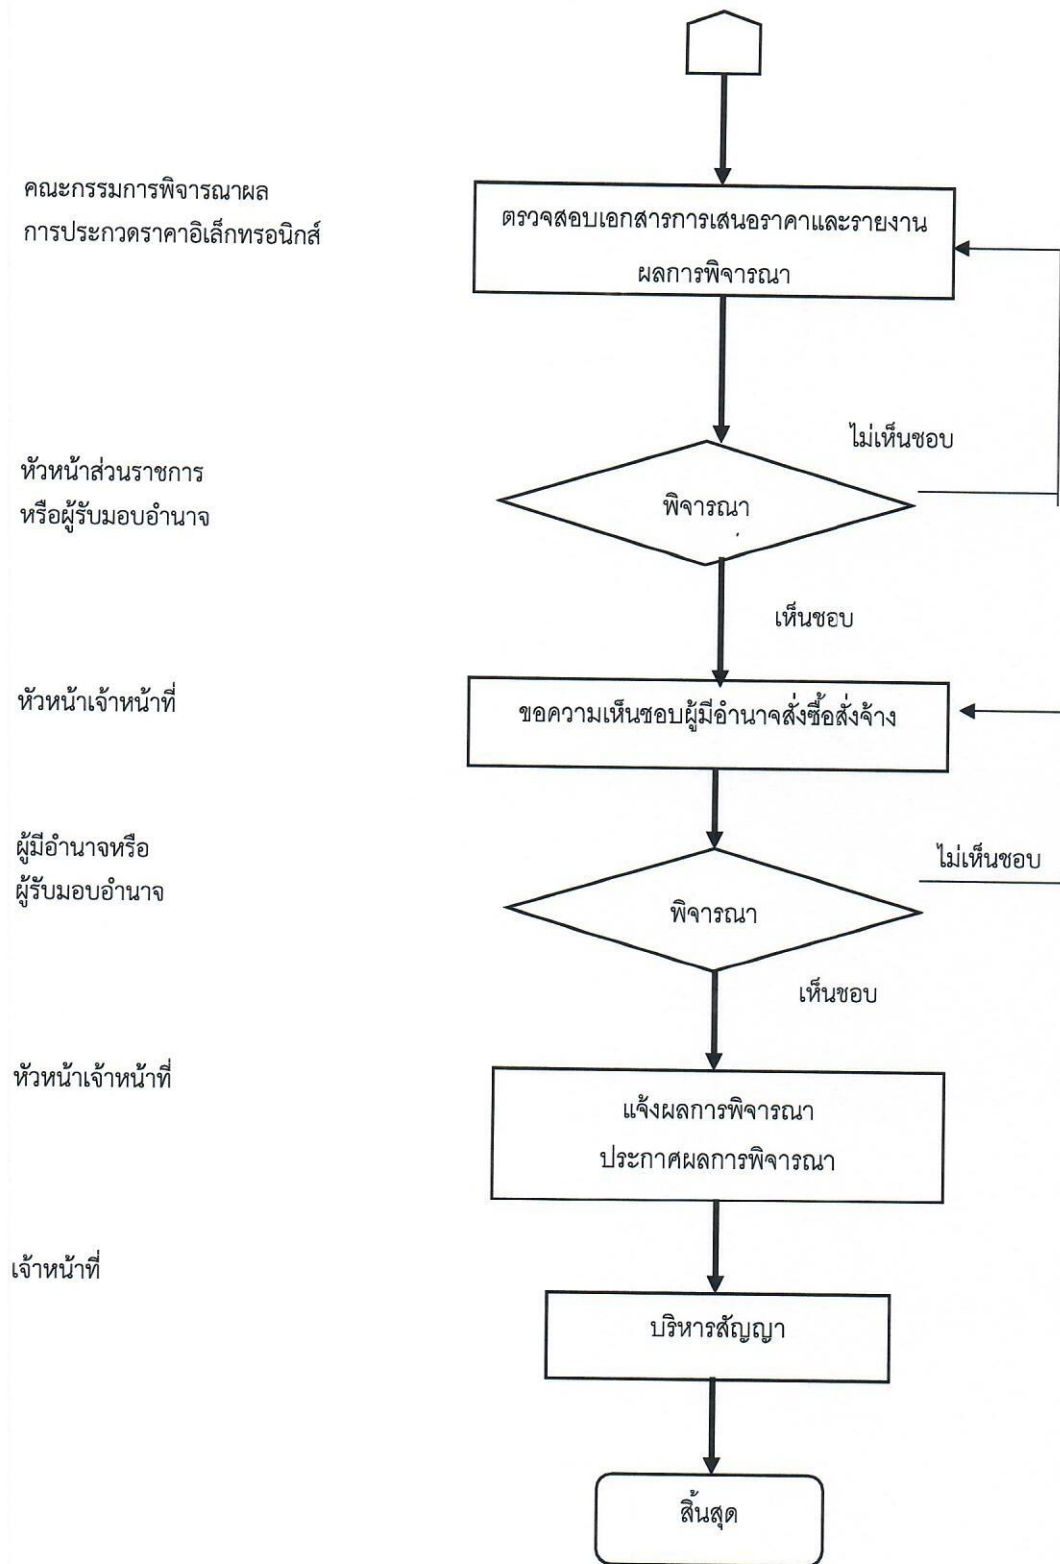 คณะกรรมการพิจารณาผล
การประกวดราคาอิเล็กทรอนิกส์
ตรวจสอบเอกสารการเสนอราคาและรายงาน
ผลการพิจารณา
ไม่เห็นชอบ
หัวหน้าส่วนราชการ
หรือผู้รับมอบอำนาจ
พิจารณา
เห็นชอบ
หัวหน้าเจ้าหน้าที่
ขอความเห็นชอบผู้มีอำนาจสั่งซื้อสั่งจ้าง
ผู้มีอำนาจหรือ
ผู้รับมอบอำนาจ
ไม่เห็นชอบ
พิจารณา
เห็นชอบ
หัวหน้าเจ้าหน้าที่
แจ้งผลการพิจารณา
ประกาศผลการพิจารณา
เจ้าหน้าที่
บริหารสัญญา
สิ้นสุด